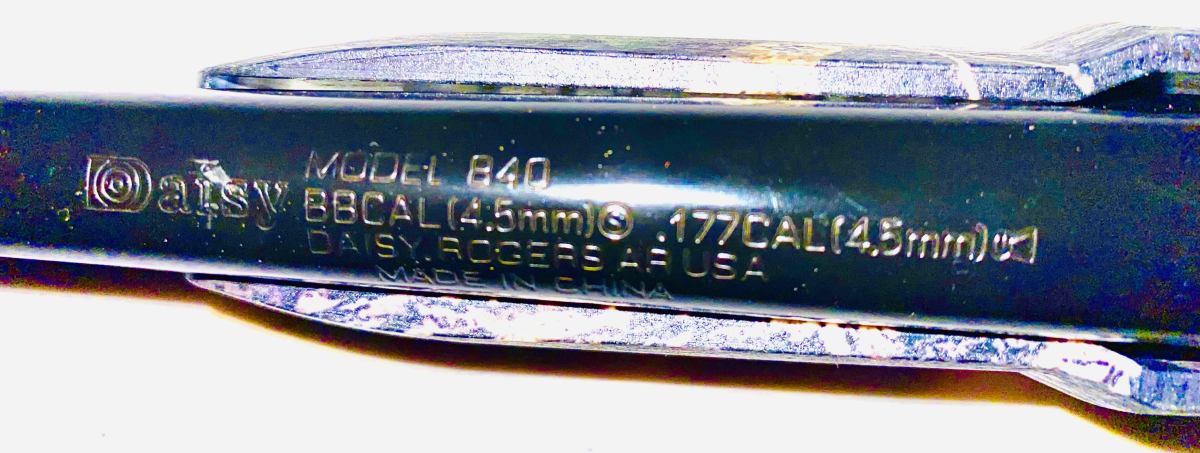 Daisy
MODEL 840
BBCAL(4.5mm) .177CAL(4.5mm)
DAISY, ROGERS AR USA
MADE IN CHINA